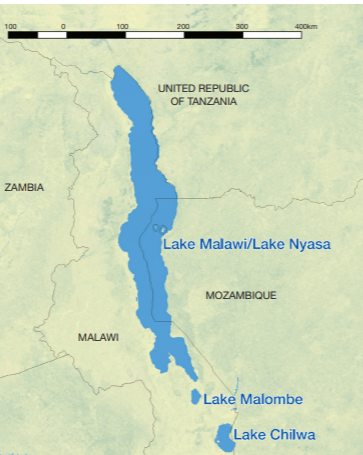 100 0 100 200 300 400km
UNITED REPUBLIC
OF TANZANIA
ZAMBIA
Lake Malawi/Lake Nyasa
MOZAMBIQUE
MALAWI
Lake Malombe
Lake Chilwa